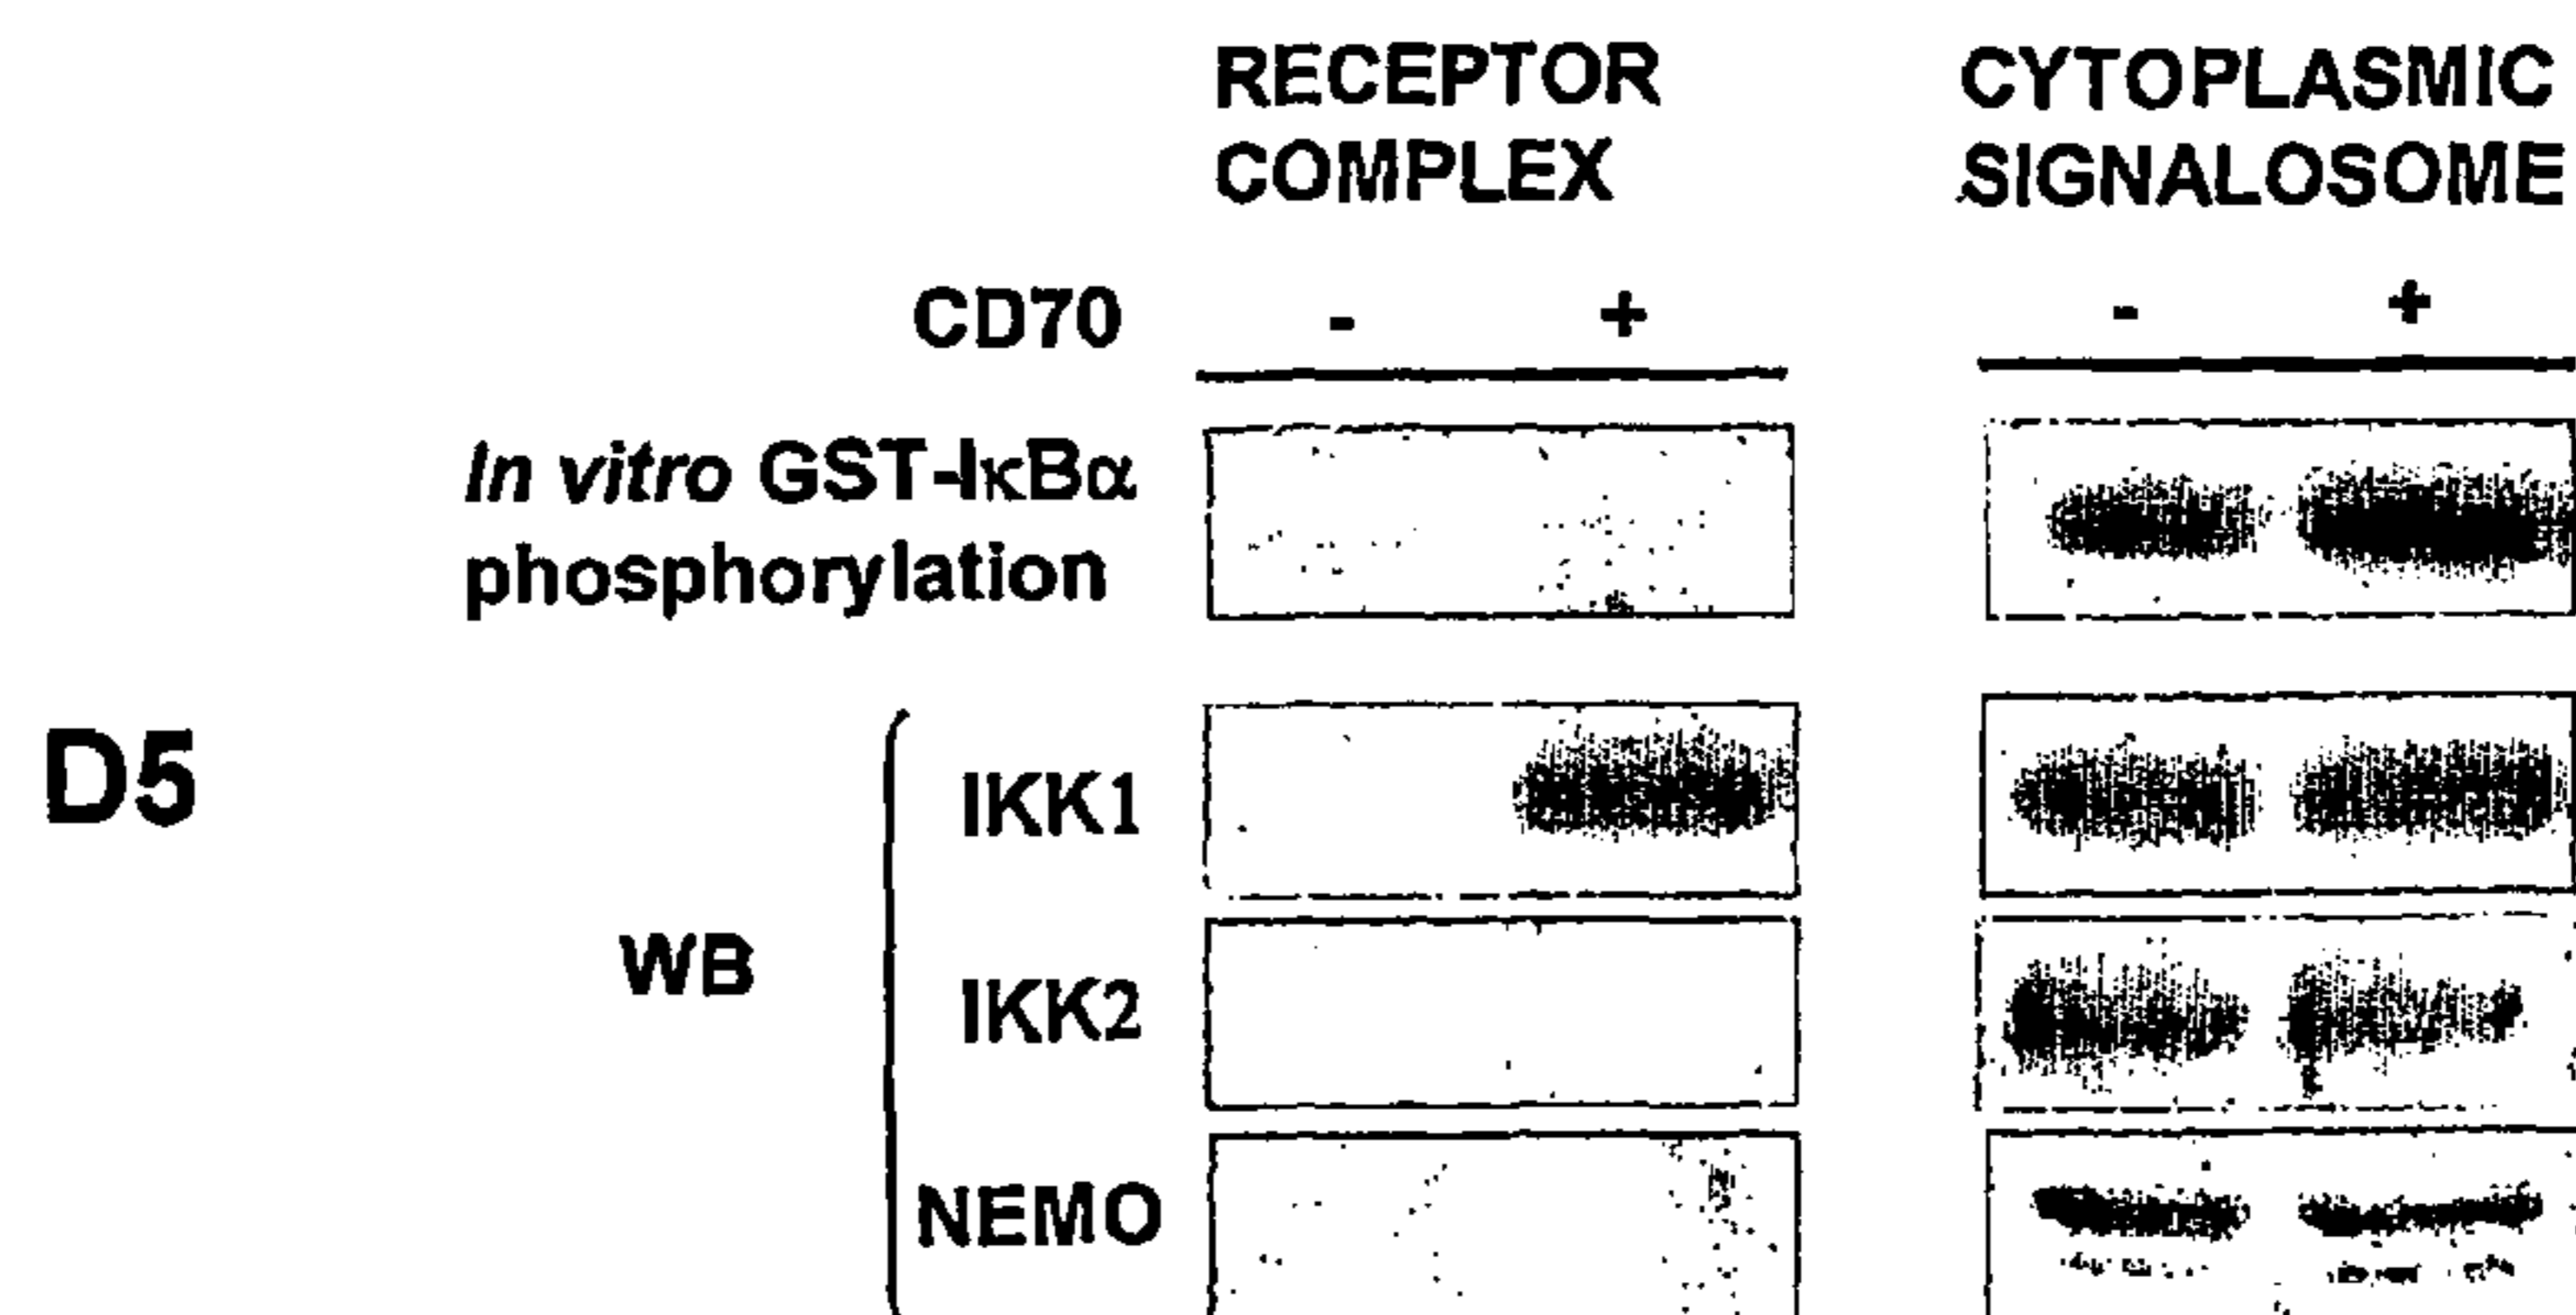 RECEPTOR CYTOPLASMIC
COMPLEX SIGNALOSOME
CD70 - + - +
In vitro GST-IκBα
phosphorylation
D5
IKK1
WB
IKK2
NEMO